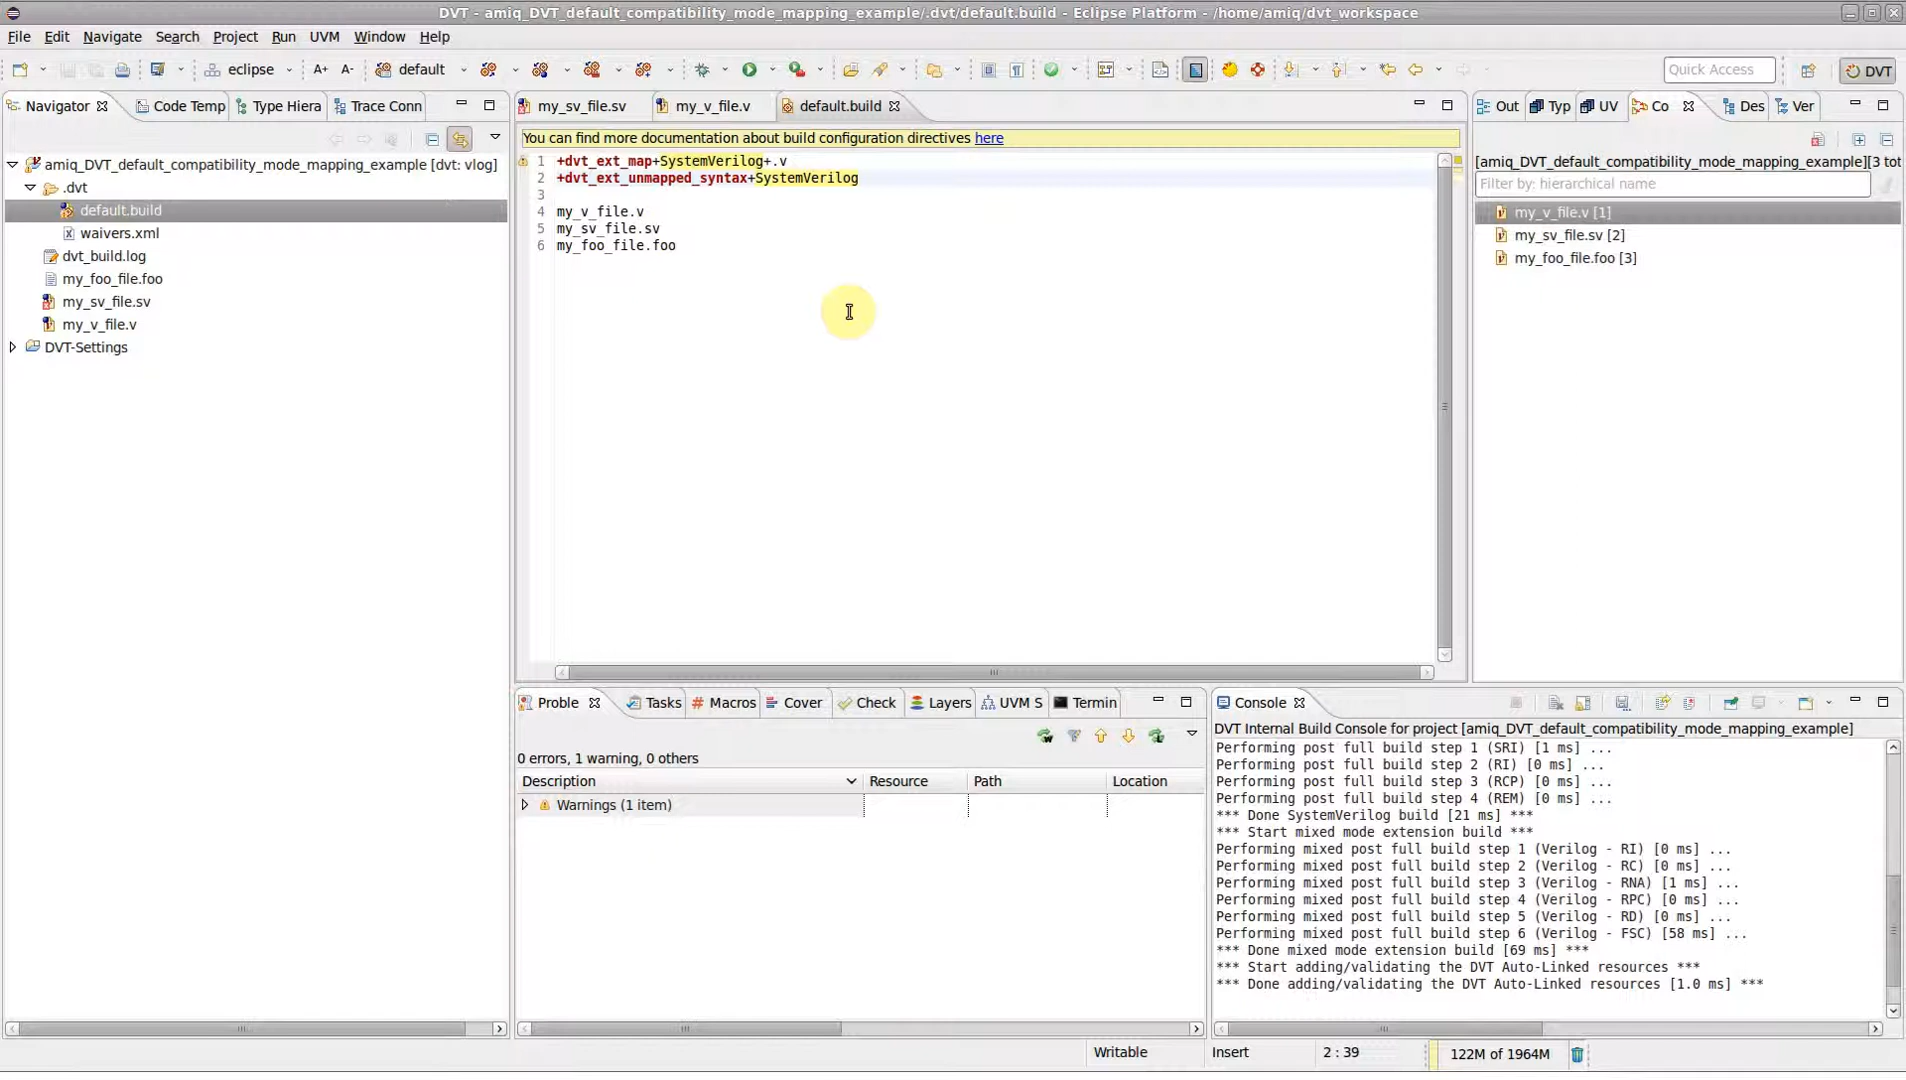 DVT - amiq_DVT_default_compatibility_mode_mapping_example/.dvt/default.build - Eclipse Platform - /home/amiq/dvt_workspace
File Edit Navigate Search Project Run UVM Window Help
eclipse A+ A- default Quick Access DVT
Navigator Code Temp Type Hiera Trace Conn
amiq_DVT_default_compatibility_mode_mapping_example [dvt: vlog]
.dvt
default.build
waivers.xml
dvt_build.log
my_foo_file.foo
my_sv_file.sv
my_v_file.v
DVT-Settings
my_sv_file.sv my_v_file.v default.build
You can find more documentation about build configuration directives here
1 +dvt_ext_map+SystemVerilog+.v
2 +dvt_ext_unmapped_syntax+SystemVerilog
3
4 my_v_file.v
5 my_sv_file.sv
6 my_foo_file.foo
Out Typ UV Co Des Ver
[amiq_DVT_default_compatibility_mode_mapping_example][3 tot
Filter by: hierarchical name
my_v_file.v [1]
my_sv_file.sv [2]
my_foo_file.foo [3]
Proble Tasks # Macros Cover Check Layers UVM S Termin
0 errors, 1 warning, 0 others
Description Resource Path Location
Warnings (1 item)
Console
DVT Internal Build Console for project [amiq_DVT_default_compatibility_mode_mapping_example]
Performing post full build step 1 (SRI) [1 ms] ...
Performing post full build step 2 (RI) [0 ms] ...
Performing post full build step 3 (RCP) [0 ms] ...
Performing post full build step 4 (REM) [0 ms] ...
*** Done SystemVerilog build [21 ms] ***
*** Start mixed mode extension build ***
Performing mixed post full build step 1 (Verilog - RI) [0 ms] ...
Performing mixed post full build step 2 (Verilog - RC) [0 ms] ...
Performing mixed post full build step 3 (Verilog - RNA) [1 ms] ...
Performing mixed post full build step 4 (Verilog - RPC) [0 ms] ...
Performing mixed post full build step 5 (Verilog - RD) [0 ms] ...
Performing mixed post full build step 6 (Verilog - FSC) [58 ms] ...
*** Done mixed mode extension build [69 ms] ***
*** Start adding/validating the DVT Auto-Linked resources ***
*** Done adding/validating the DVT Auto-Linked resources [1.0 ms] ***
Writable Insert 2 : 39 122M of 1964M